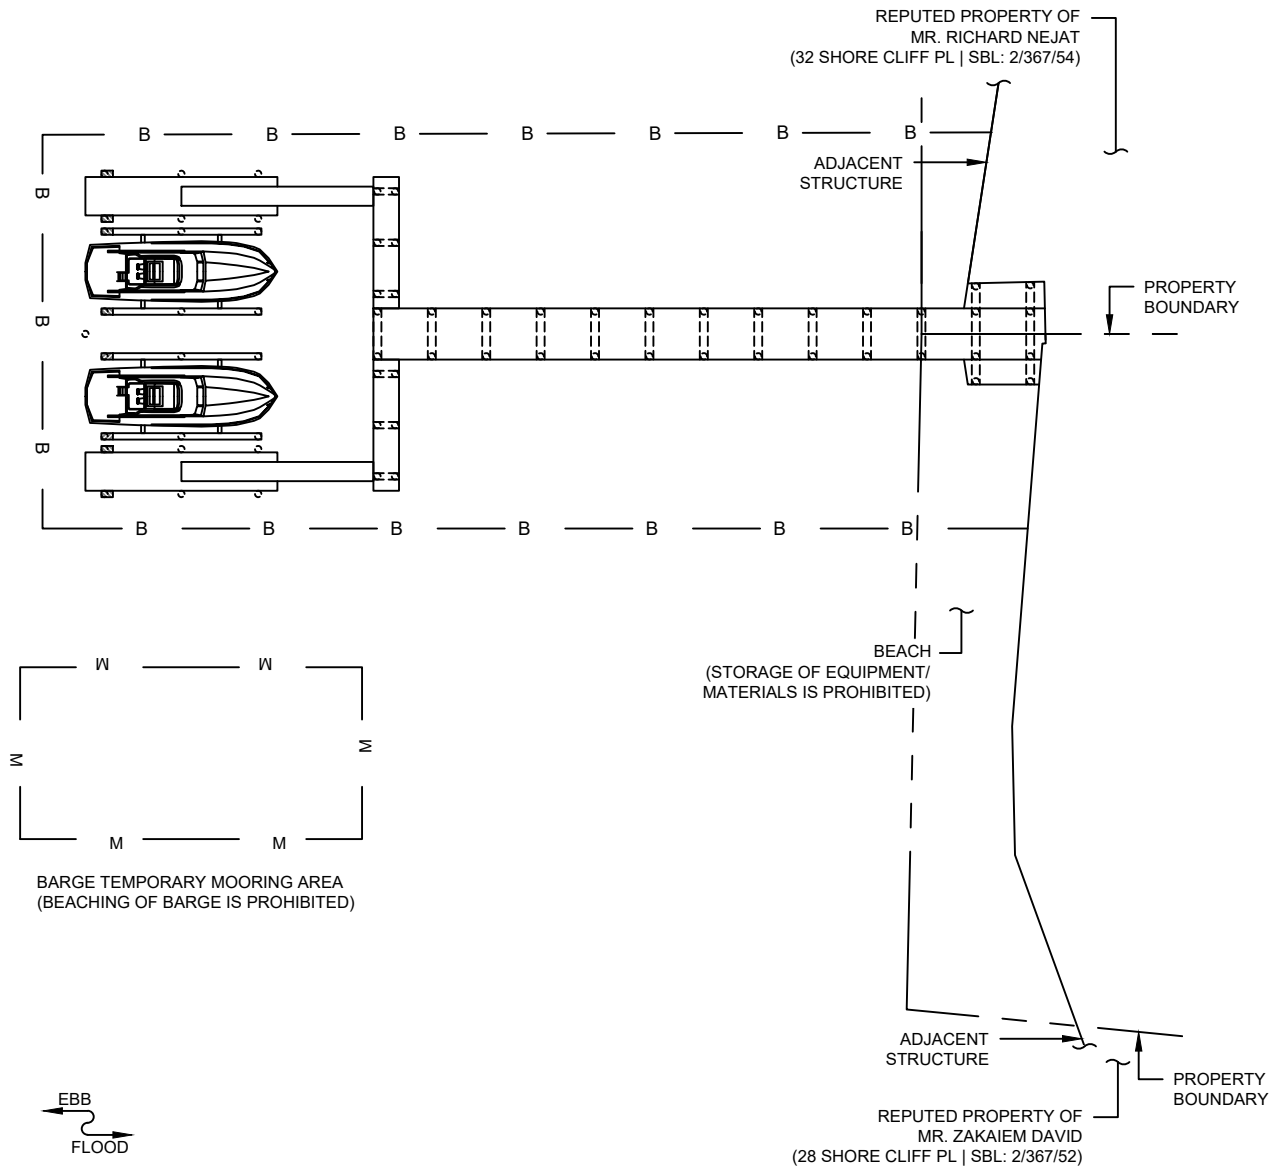 REPUTED PROPERTY OF
MR. RICHARD NEJAT
(32 SHORE CLIFF PL | SBL: 2/367/54)
B B B B B B B
ADJACENT
STRUCTURE
B
PROPERTY
BOUNDARY
B
B
B B B B B B B
BEACH
(STORAGE OF EQUIPMENT/
MATERIALS IS PROHIBITED)
M M
M M
M M
BARGE TEMPORARY MOORING AREA
(BEACHING OF BARGE IS PROHIBITED)
ADJACENT
STRUCTURE
PROPERTY
BOUNDARY
EBB
FLOOD
REPUTED PROPERTY OF
MR. ZAKAIEM DAVID
(28 SHORE CLIFF PL | SBL: 2/367/52)